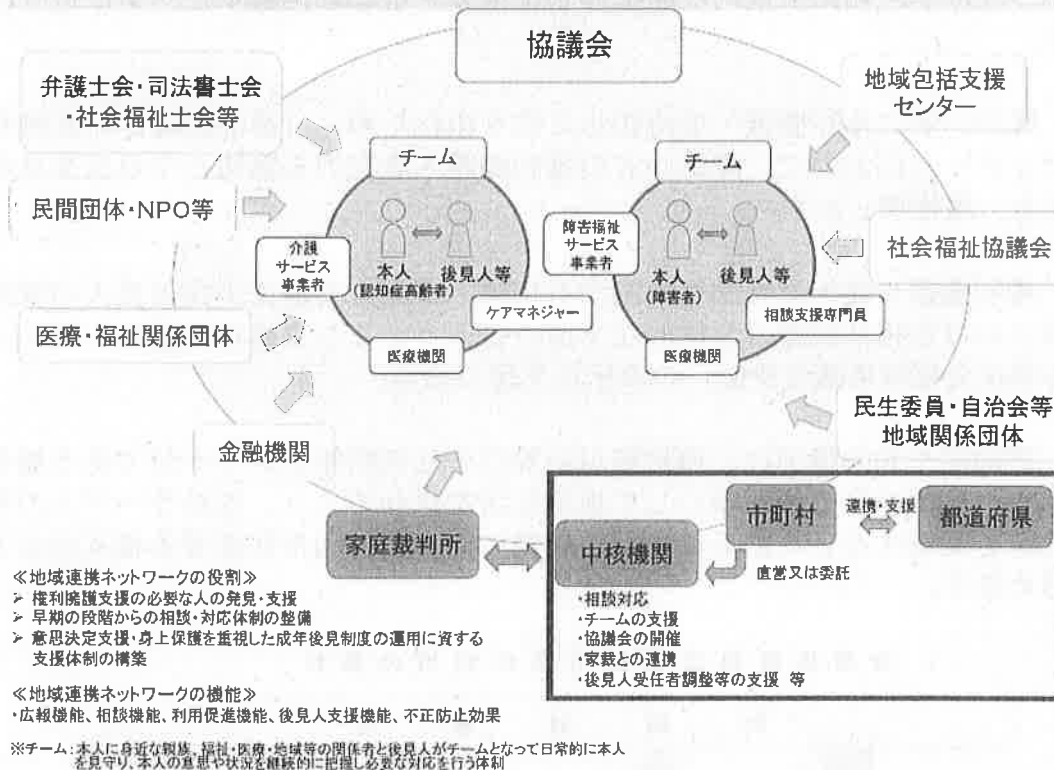 協議会
弁護士会・司法書士会
・社会福祉士会等
地域包括支援
センター
チーム
チーム
民間団体・NPO等
介護
サービス
事業者
本人
(認知症高齢者)
後見人等
ケアマネジャー
医療機関
障害福祉
サービス
事業者
本人
(障害者)
後見人等
相談支援専門員
医療機関
社会福祉協議会
医療・福祉関係団体
民生委員・自治会等
地域関係団体
金融機関
家庭裁判所
中核機関
市町村
連携・支援
都道府県
直営又は委託
・相談対応
・チームの支援
・協議会の開催
・家裁との連携
・後見人受任者調整等の支援 等
≪地域連携ネットワークの役割≫
➢ 権利擁護支援の必要な人の発見・支援
➢ 早期の段階からの相談・対応体制の整備
➢ 意思決定支援・身上保護を重視した成年後見制度の運用に資する
支援体制の構築
≪地域連携ネットワークの機能≫
・広報機能、相談機能、利用促進機能、後見人支援機能、不正防止効果
※チーム:本人に身近な親族、福祉・医療・地域等の関係者と後見人がチームとなって日常的に本人
を見守り、本人の意思や状況を継続的に把握し必要な対応を行う体制